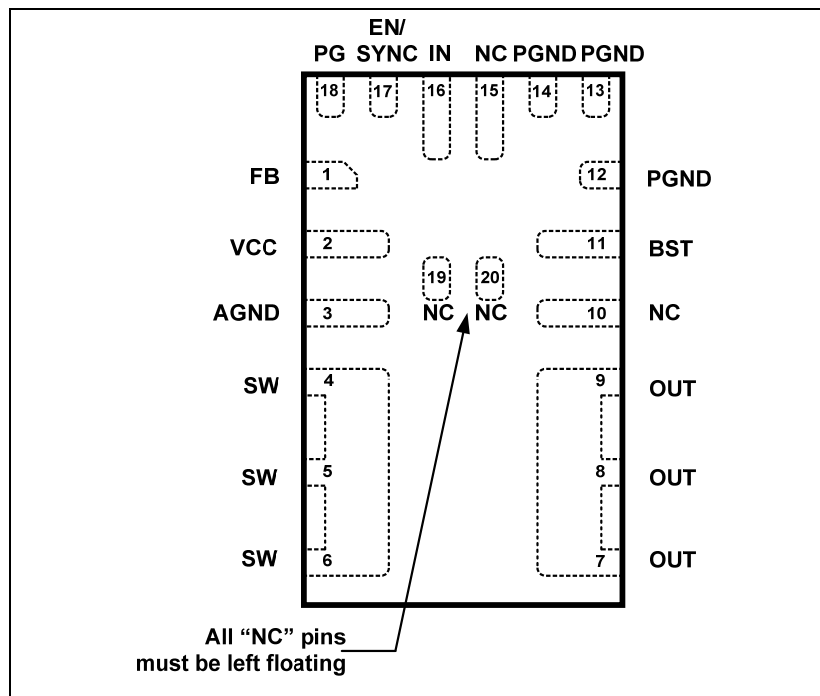 EN/
PG SYNC IN NC PGND PGND
18 17 16 15 14 13
FB 1 12 PGND
VCC 2 11 BST
19 20
AGND 3 NC NC 10 NC
SW 4 9 OUT
SW 5 8 OUT
SW 6 7 OUT
All “NC” pins
must be left floating